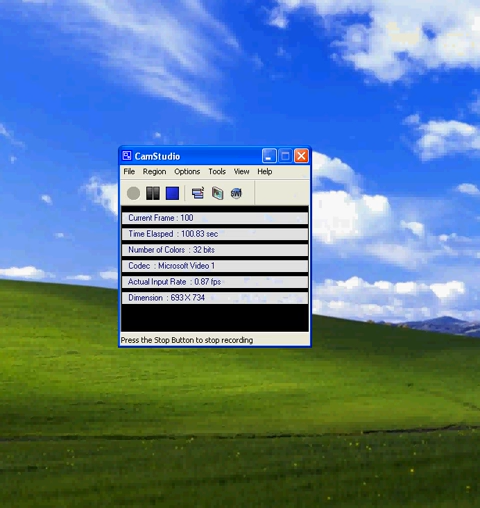 CamStudio
File Region Options Tools View Help
Current Frame : 100
Time Elasped : 100.83 sec
Number of Colors : 32 bits
Codec : Microsoft Video 1
Actual Input Rate : 0.87 fps
Dimension : 693 X 734
Press the Stop Button to stop recording